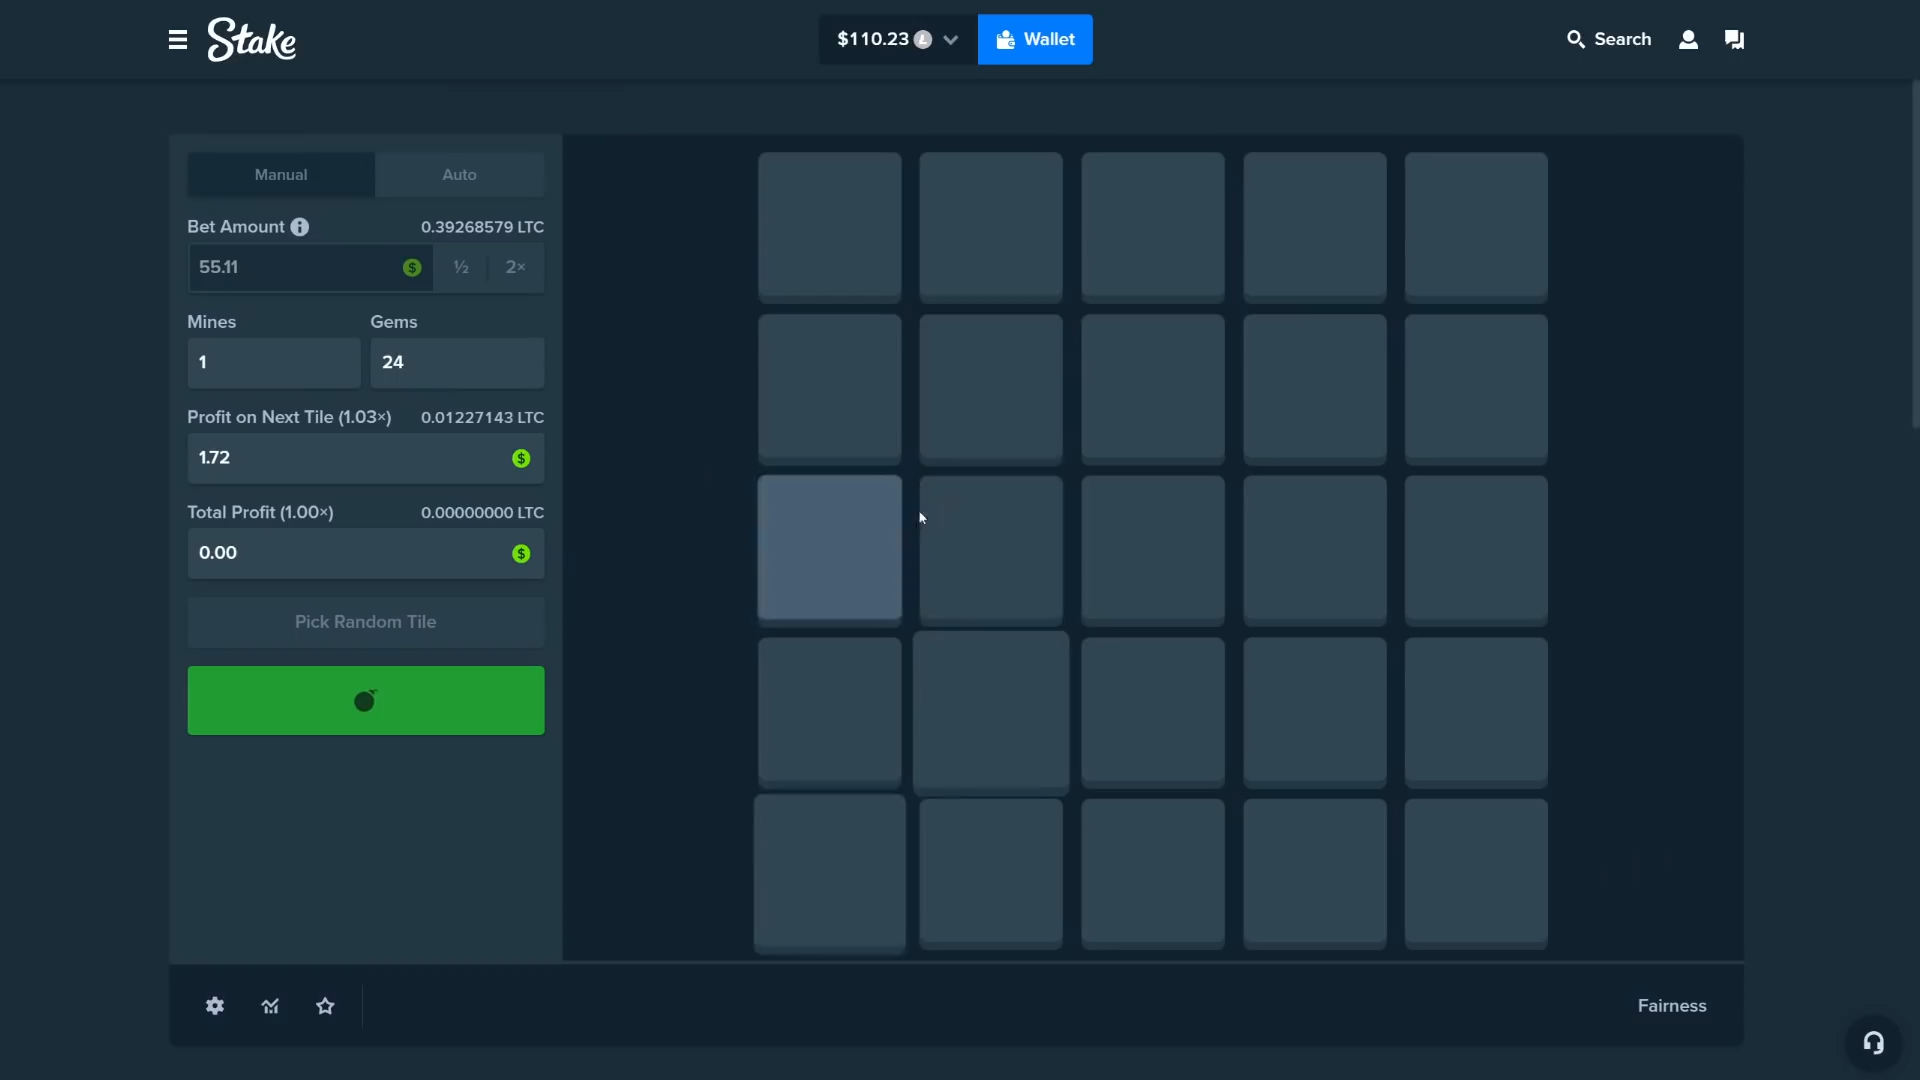 Stake
$110.23
Wallet
Search
Manual
Auto
Bet Amount
0.39268579 LTC
55.11
½
2×
Mines
Gems
1
24
Profit on Next Tile (1.03×)
0.01227143 LTC
1.72
Total Profit (1.00×)
0.00000000 LTC
0.00
Pick Random Tile
Fairness